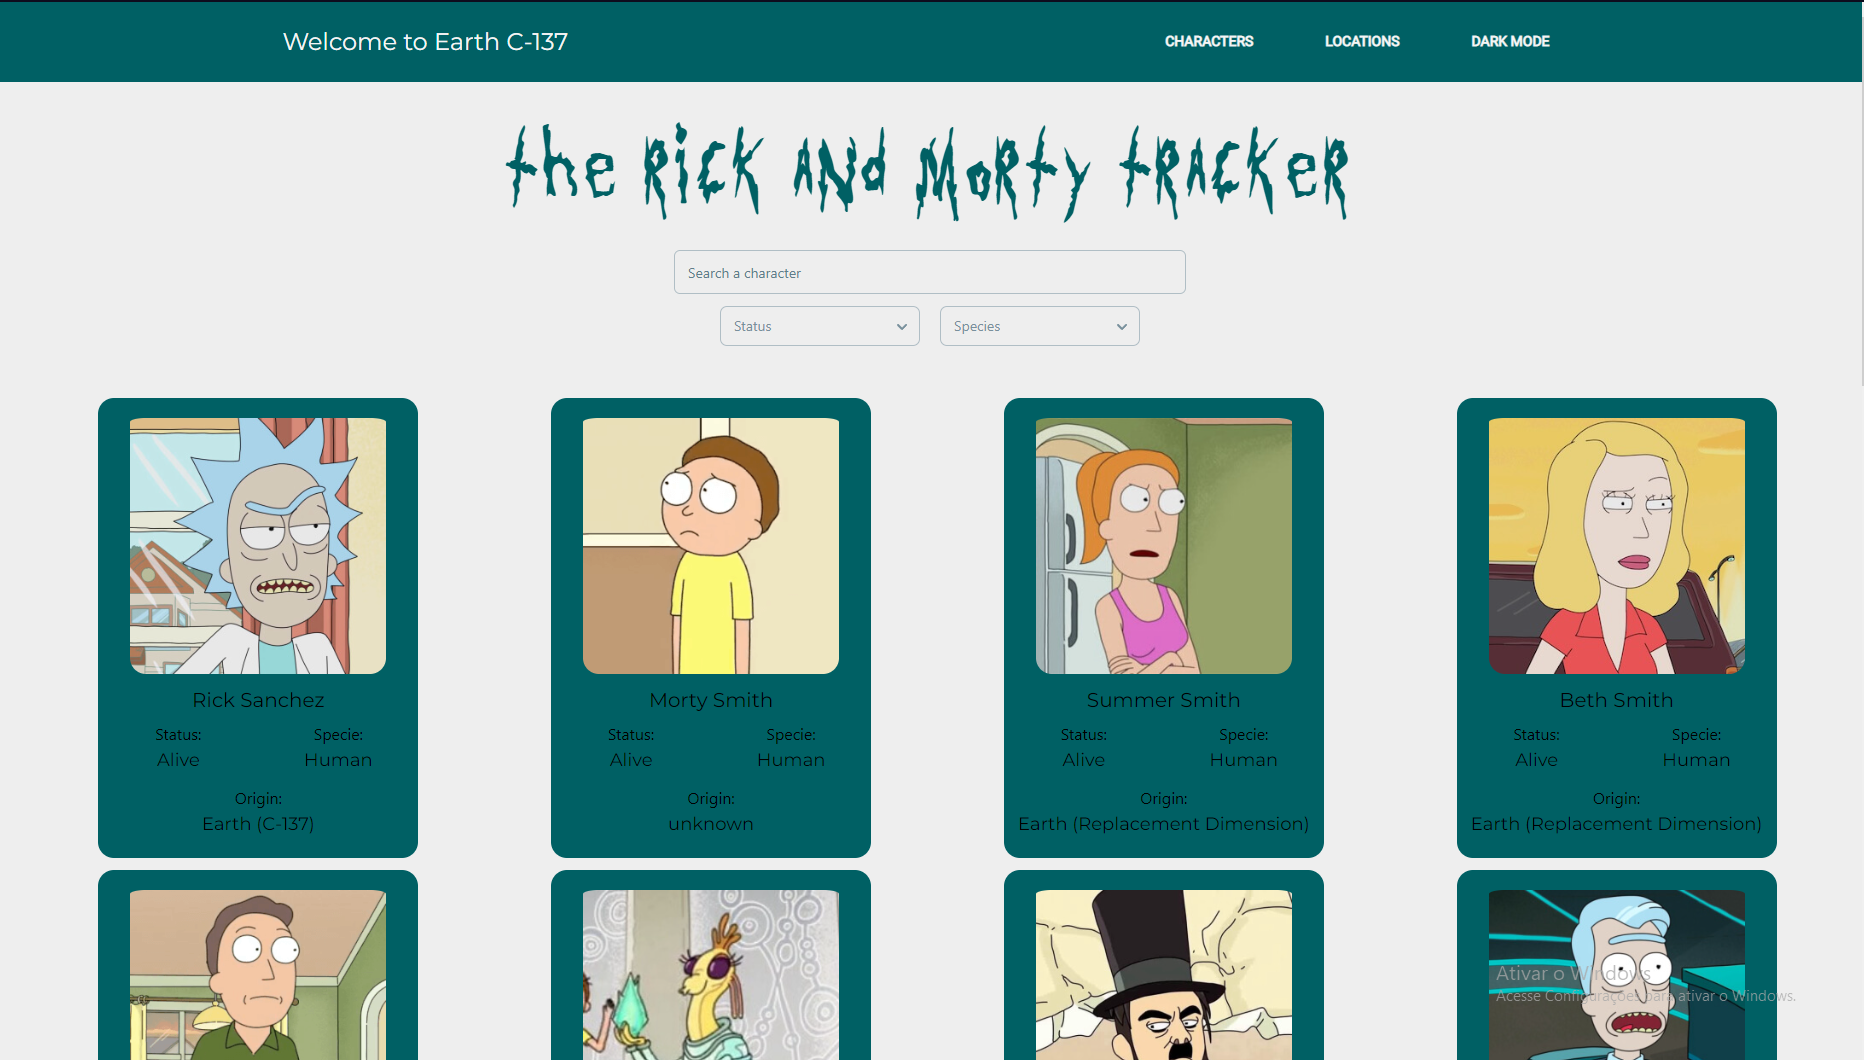 Welcome to Earth C-137
CHARACTERS
LOCATIONS
DARK MODE
the Rick AND Morty tRACKeR
Search a character
Status
Species
Rick Sanchez
Status:
Specie:
Alive
Human
Origin:
Earth (C-137)
Morty Smith
Status:
Specie:
Alive
Human
Origin:
unknown
Summer Smith
Status:
Specie:
Alive
Human
Origin:
Earth (Replacement Dimension)
Beth Smith
Status:
Specie:
Alive
Human
Origin:
Earth (Replacement Dimension)
Ativar o Windows
Acesse Configurações para ativar o Windows.